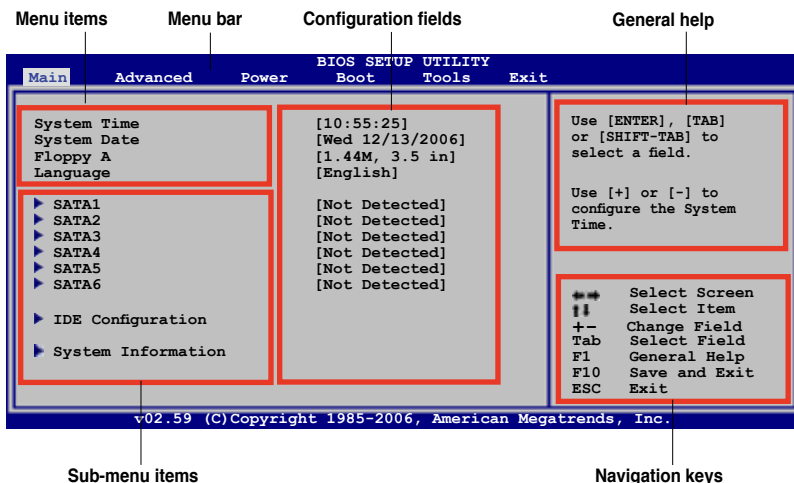 Menu items Menu bar Configuration fields General help
BIOS SETUP UTILITY
Main Advanced Power Boot Tools Exit
System Time [10:55:25]
System Date [Wed 12/13/2006]
Floppy A [1.44M, 3.5 in]
Language [English]
SATA1 [Not Detected]
SATA2 [Not Detected]
SATA3 [Not Detected]
SATA4 [Not Detected]
SATA5 [Not Detected]
SATA6 [Not Detected]
IDE Configuration
System Information
Use [ENTER], [TAB]
or [SHIFT-TAB] to
select a field.
Use [+] or [-] to
configure the System
Time.
Select Screen
Select Item
+- Change Field
Tab Select Field
F1 General Help
F10 Save and Exit
ESC Exit
v02.59 (C)Copyright 1985-2006, American Megatrends, Inc.
Sub-menu items Navigation keys